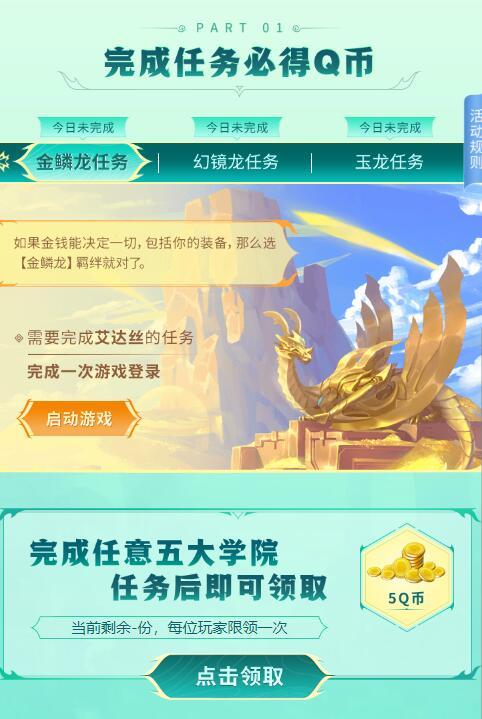 PART 01
完成任务必得Q币
今日未完成 今日未完成 今日未完成
活动规则
金鳞龙任务 幻镜龙任务 玉龙任务
如果金钱能决定一切，包括你的装备，那么选
【金鳞龙】羁绊就对了。
需要完成艾达丝的任务
完成一次游戏登录
启动游戏
完成任意五大学院
任务后即可领取
5Q币
当前剩余-份，每位玩家限领一次
点击领取